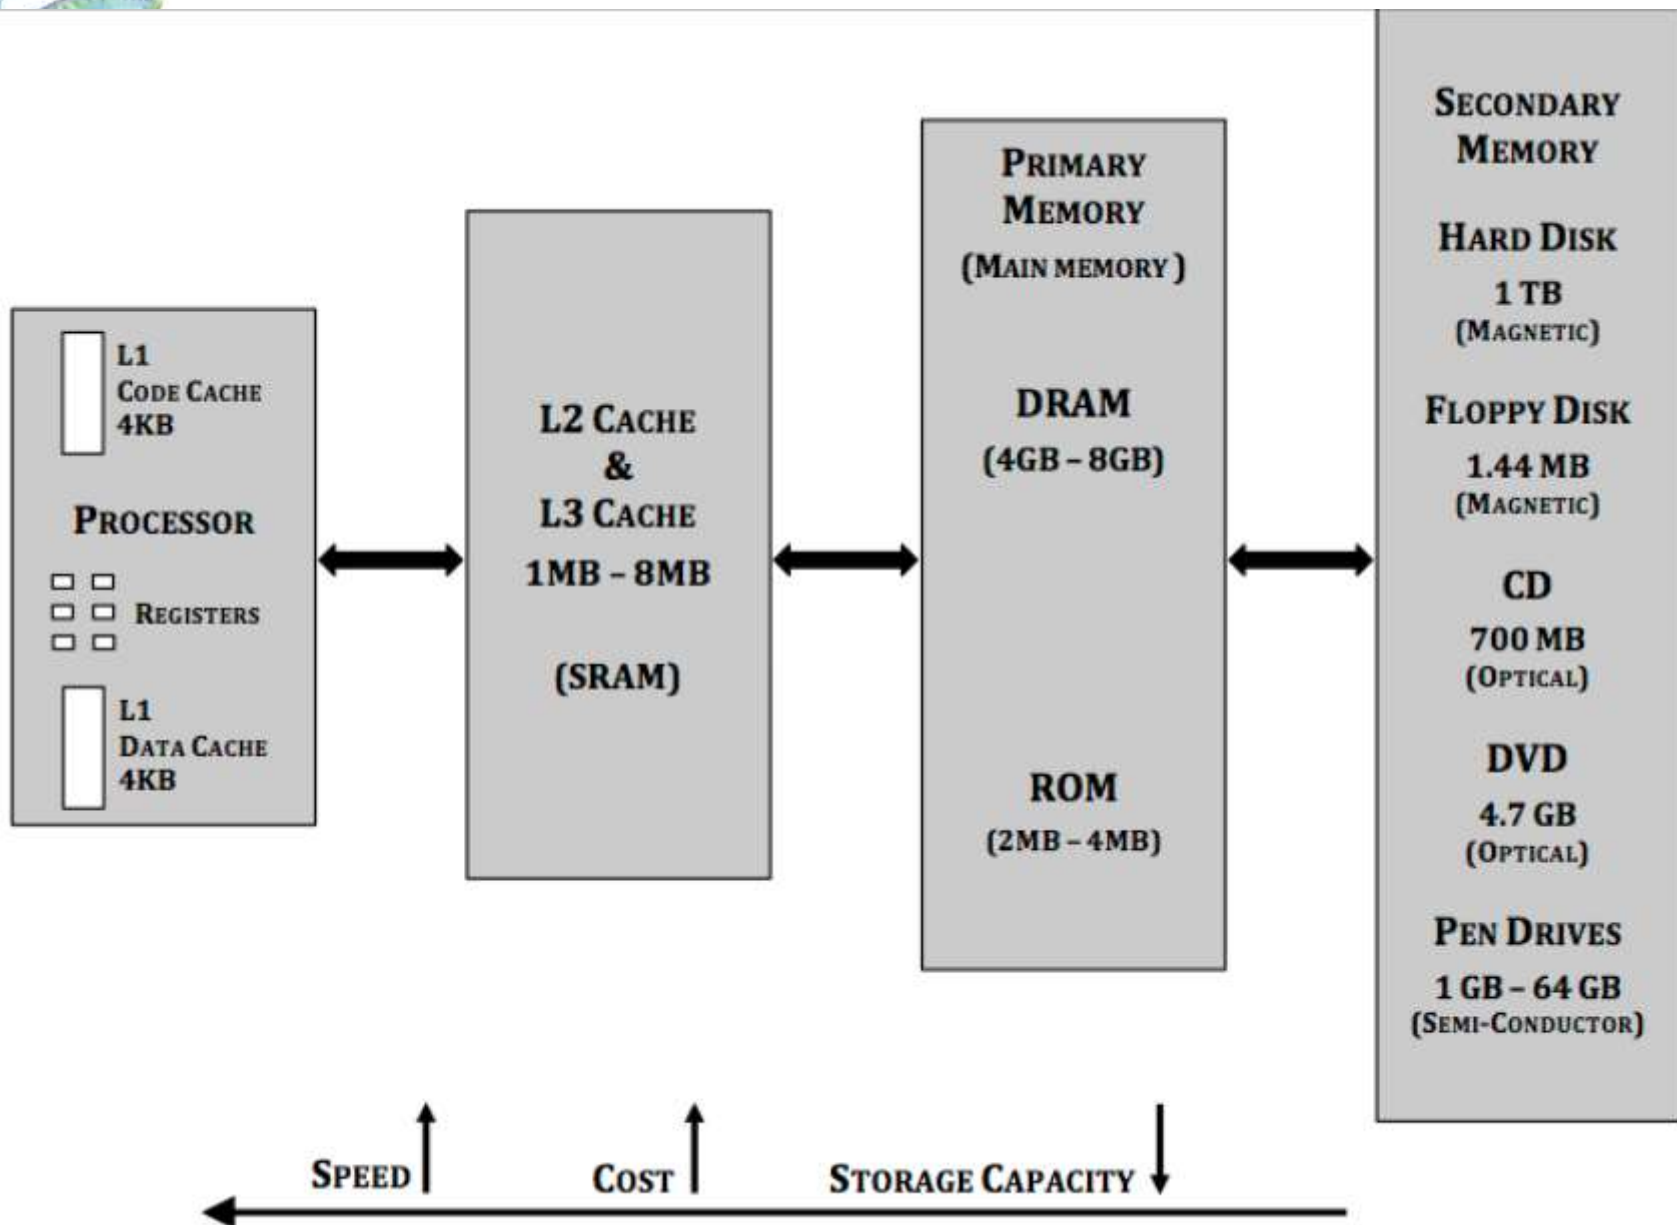 L1
Code Cache
4KB
Processor
Registers
L1
Data Cache
4KB
L2 Cache
&
L3 Cache
1MB – 8MB
(SRAM)
Primary
Memory
(Main memory )
DRAM
(4GB – 8GB)
ROM
(2MB – 4MB)
Secondary
Memory
Hard Disk
1 TB
(Magnetic)
Floppy Disk
1.44 MB
(Magnetic)
CD
700 MB
(Optical)
DVD
4.7 GB
(Optical)
Pen Drives
1 GB – 64 GB
(Semi-Conductor)
Speed
Cost
Storage Capacity